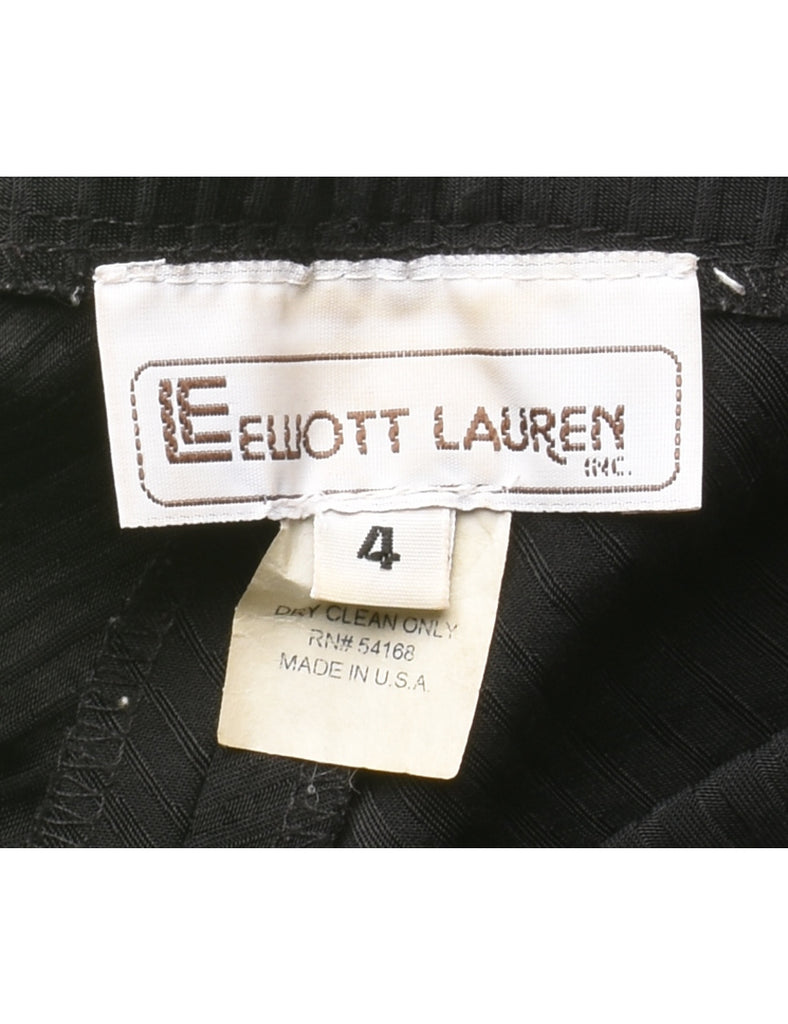 LE ELLIOTT LAUREN
INC.
4
DRY CLEAN ONLY
RN# 54168
MADE IN U.S.A.